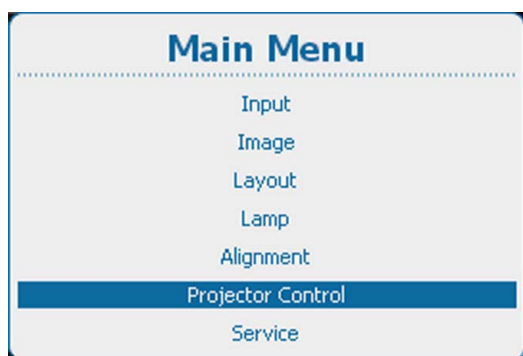 Main Menu
Input
Image
Layout
Lamp
Alignment
Projector Control
Service